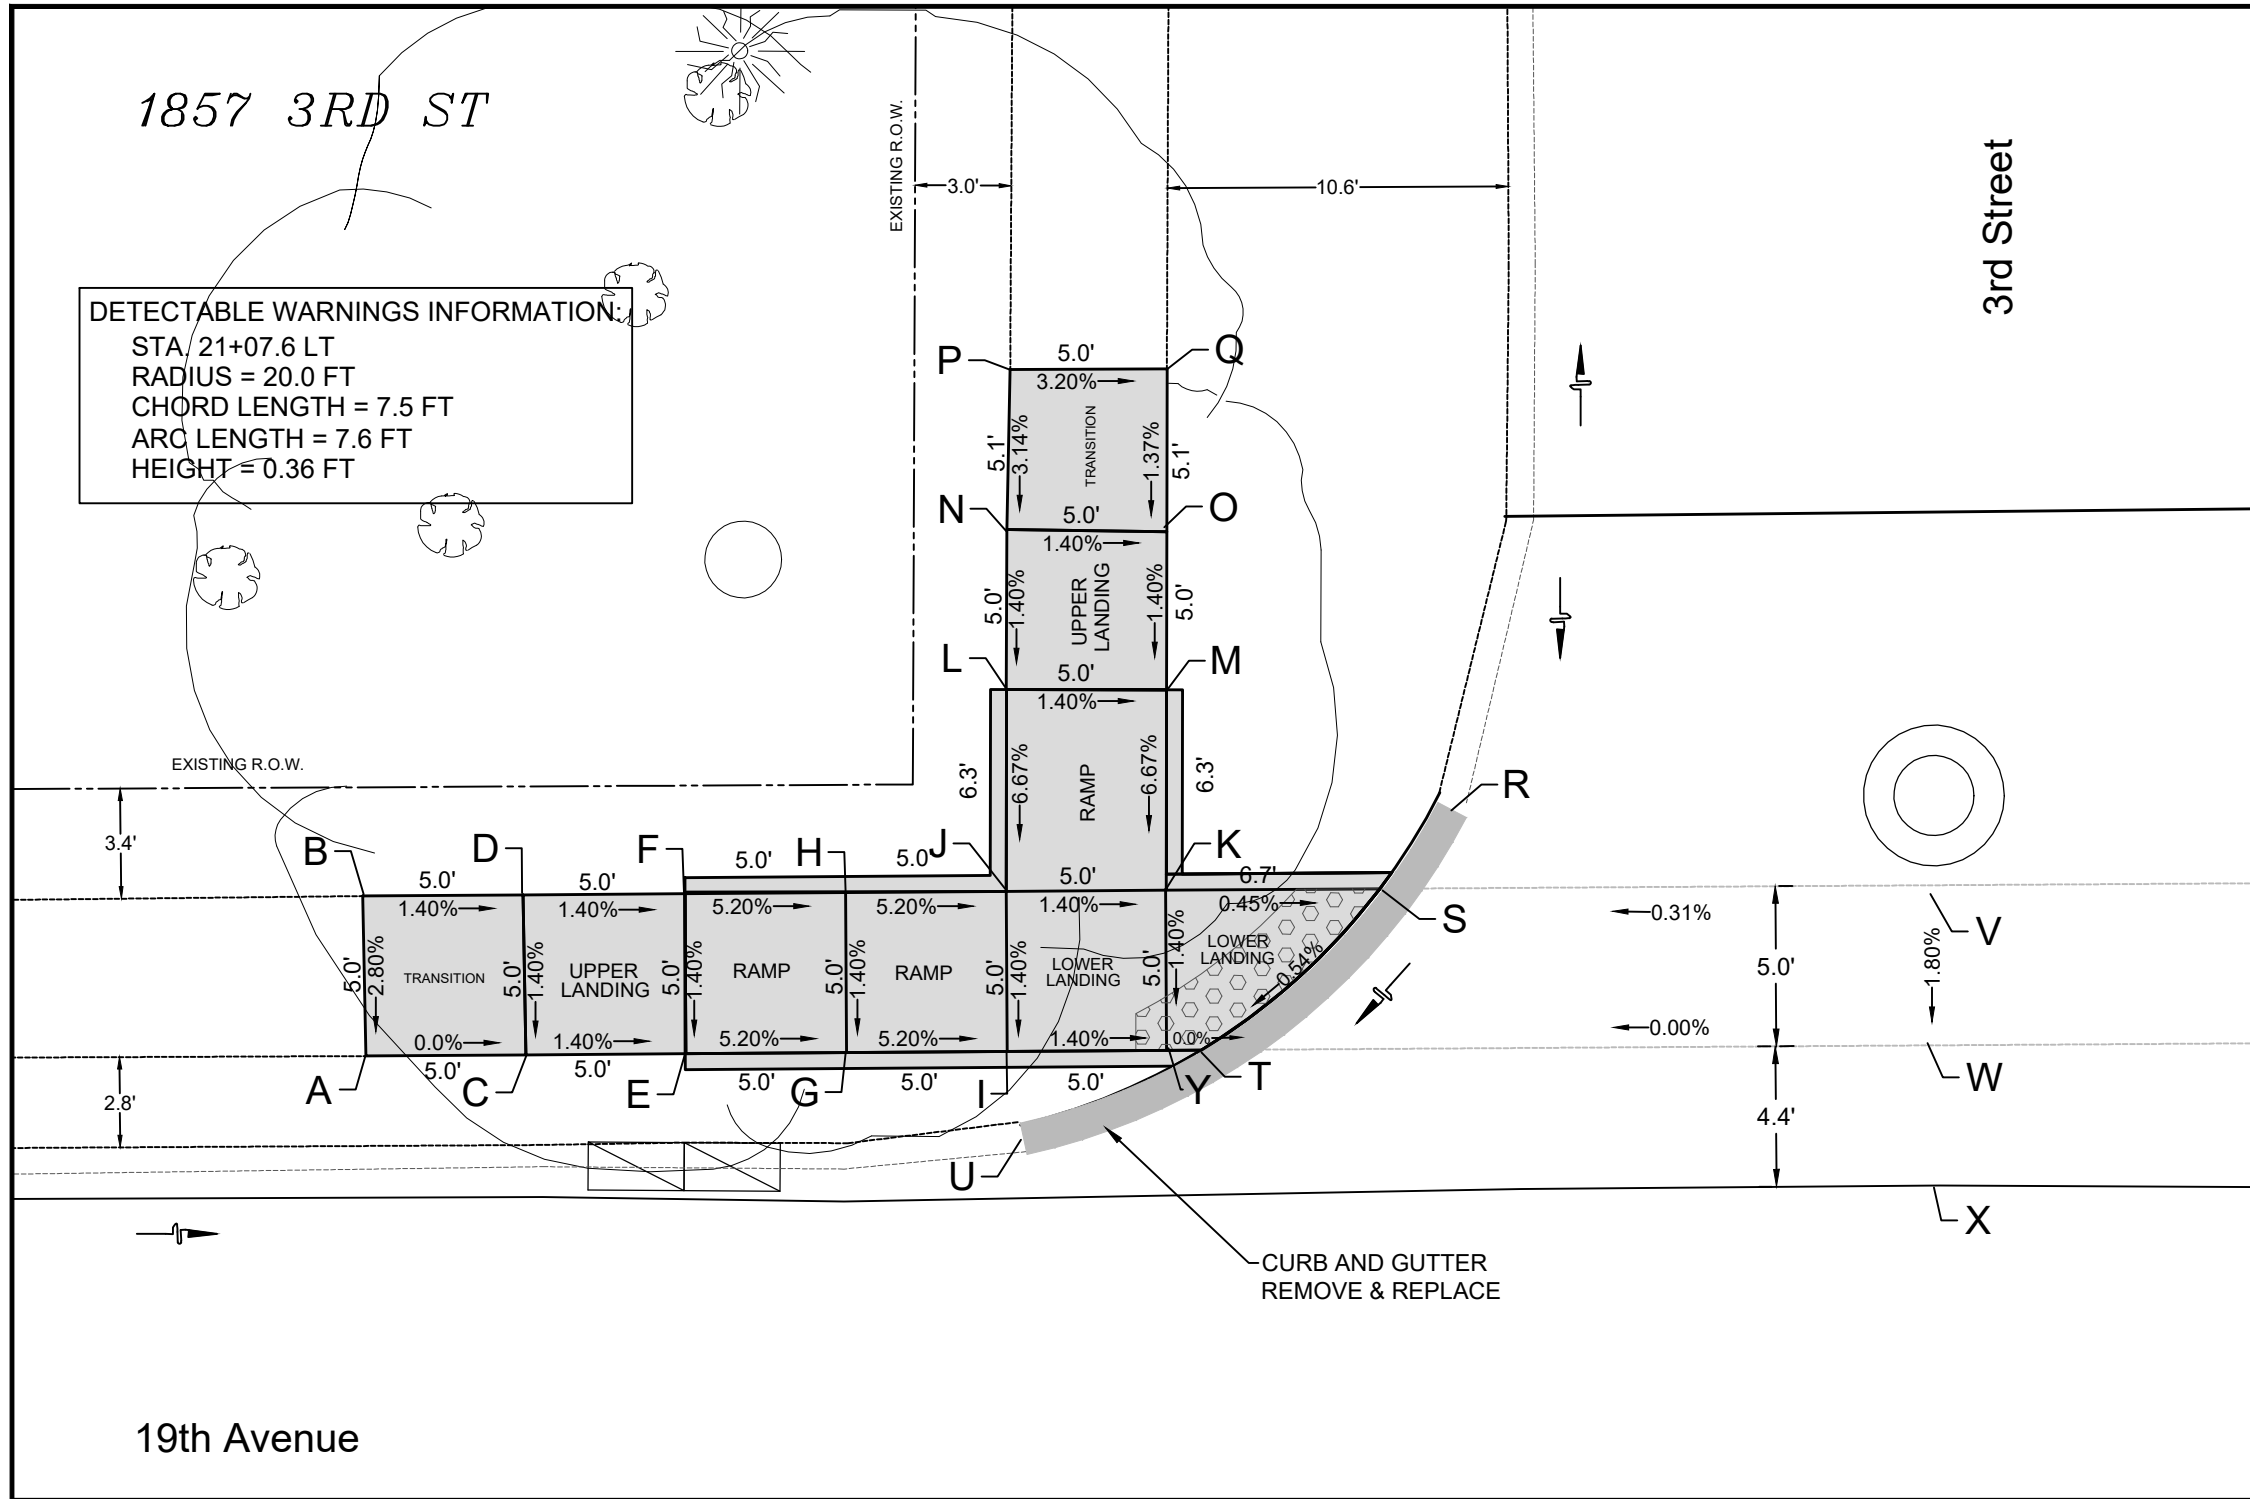 1857 3RD ST
EXISTING R.O.W.
3.0'
10.6'
3rd Street
DETECTABLE WARNINGS INFORMATION:
STA. 21+07.6 LT
RADIUS = 20.0 FT
CHORD LENGTH = 7.5 FT
ARC LENGTH = 7.6 FT
HEIGHT = 0.36 FT
P
5.0'
Q
3.20%
5.1'
3.14%
TRANSITION
1.37%
5.1'
N
5.0'
O
1.40%
5.0'
1.40%
UPPER
LANDING
1.40%
5.0'
L
5.0'
M
1.40%
6.3'
6.67%
RAMP
6.67%
6.3'
R
EXISTING R.O.W.
3.4'
B
D
F
H
J
K
5.0'
5.0'
5.0'
5.0'
5.0'
6.7'
1.40%
1.40%
5.20%
5.20%
1.40%
0.45%
S
0.31%
V
5.0'
2.80%
TRANSITION
5.0'
1.40%
UPPER
LANDING
5.0'
1.40%
RAMP
5.0'
1.40%
RAMP
5.0'
1.40%
LOWER
LANDING
5.0'
1.40%
LOWER
LANDING
0.54%
5.0'
1.80%
0.0%
1.40%
5.20%
5.20%
1.40%
0.0%
0.00%
5.0'
5.0'
5.0'
5.0'
5.0'
A
C
E
G
I
Y
T
W
2.8'
4.4'
U
X
CURB AND GUTTER
REMOVE & REPLACE
19th Avenue